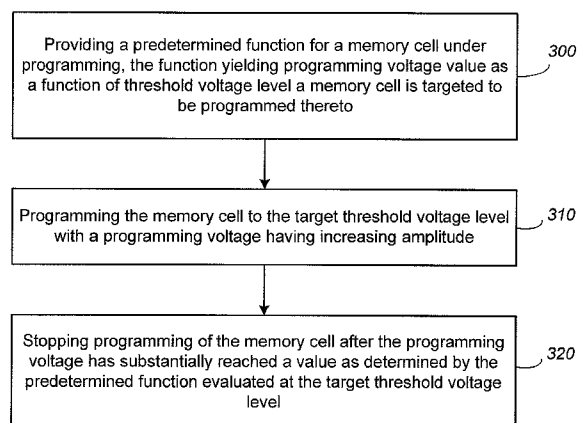 Providing a predetermined function for a memory cell under
programming, the function yielding programming voltage value as
a function of threshold voltage level a memory cell is targeted to
be programmed thereto
300
Programming the memory cell to the target threshold voltage level
with a programming voltage having increasing amplitude
310
Stopping programming of the memory cell after the programming
voltage has substantially reached a value as determined by the
predetermined function evaluated at the target threshold voltage
level
320